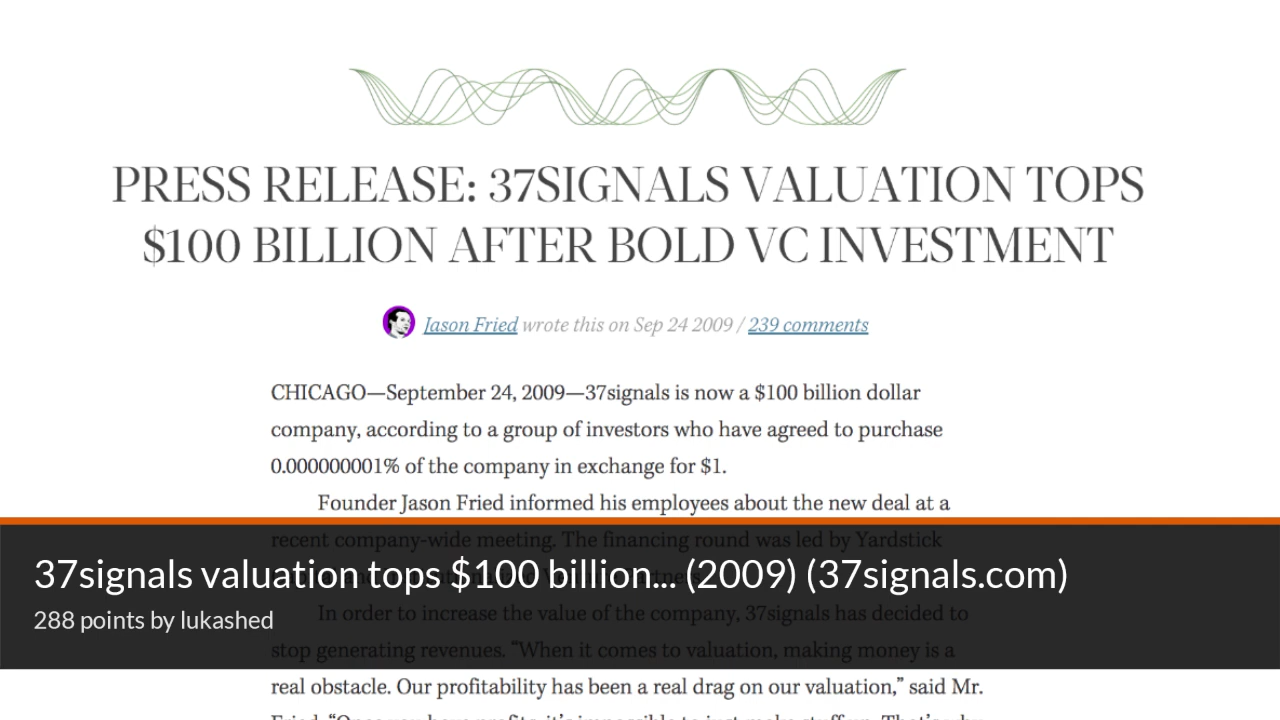 PRESS RELEASE: 37SIGNALS VALUATION TOPS
$100 BILLION AFTER BOLD VC INVESTMENT
Jason Fried wrote this on Sep 24 2009 / 239 comments
CHICAGO—September 24, 2009—37signals is now a $100 billion dollar
company, according to a group of investors who have agreed to purchase
0.000000001% of the company in exchange for $1.
Founder Jason Fried informed his employees about the new deal at a
recent company-wide meeting. The financing round was led by Yardstick
37signals valuation tops $100 billion... (2009) (37signals.com)
288 points by lukashed
In order to increase the value of the company, 37signals has decided to
stop generating revenues. “When it comes to valuation, making money is a
real obstacle. Our profitability has been a real drag on our valuation,” said Mr.